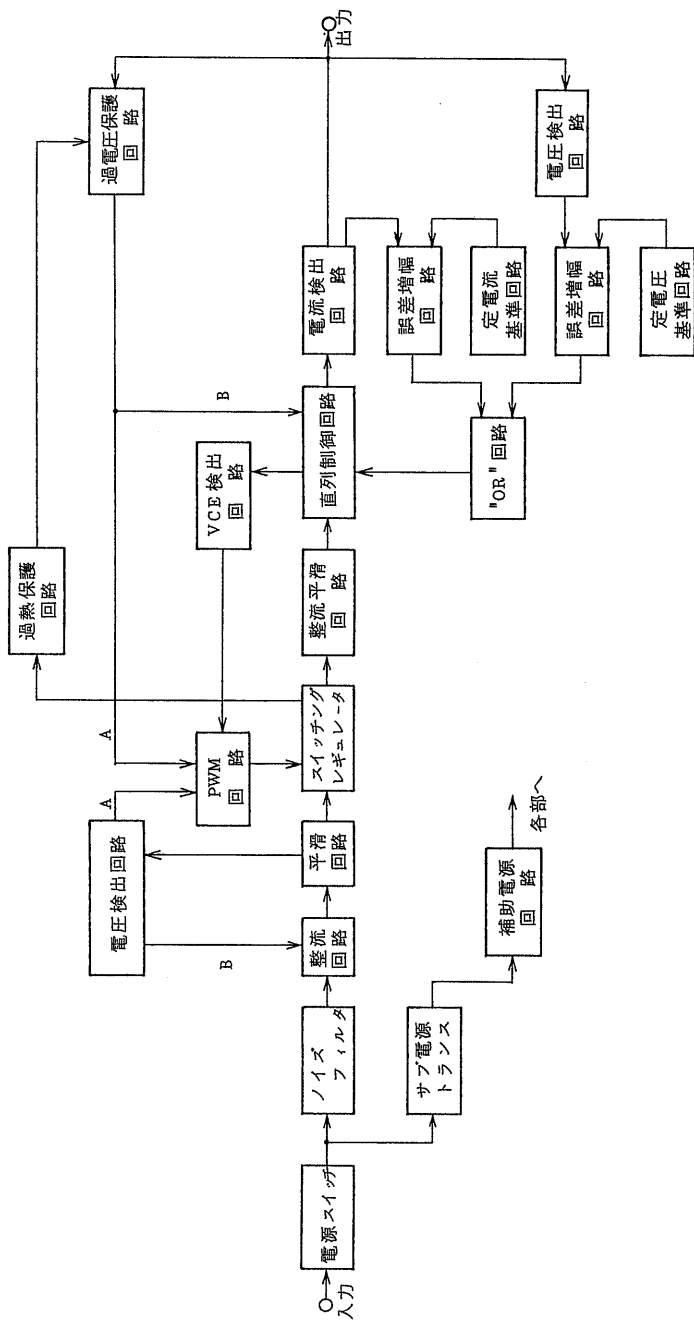 入力
電源スイッチ
ノイズ
フィルタ
整流
回路
平滑
回路
スイッチング
レギュレータ
整流平滑
回路
直列制御回路
電流検出
回路
出力
電圧検出回路
A
B
PWM
回路
A
過熱保護
回路
VCE検出
回路
B
過電圧保護
回路
サブ電源
トランス
補助電源
回路
各部へ
"OR"回路
誤差増幅
回路
定電流
基準回路
電圧検出
回路
誤差増幅
回路
定電圧
基準回路